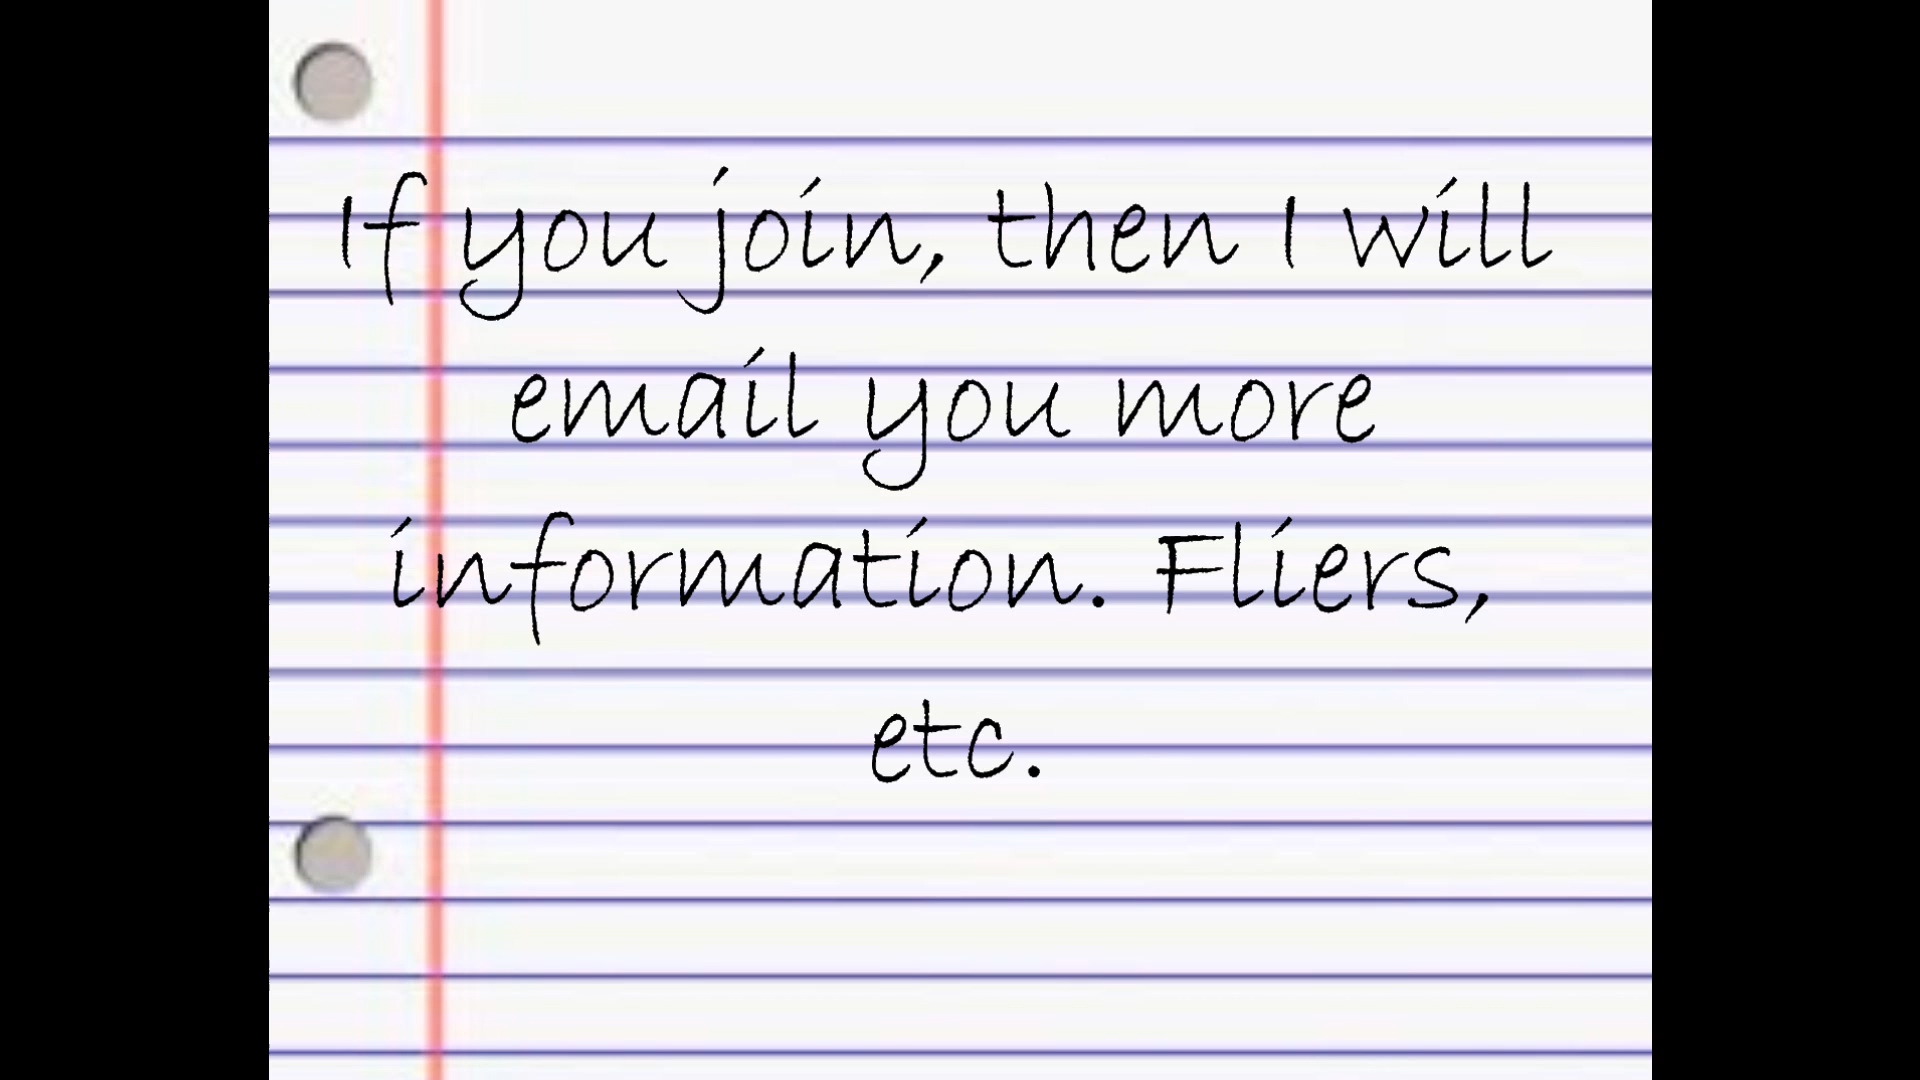 If you join, then I will
email you more
information. Fliers,
etc.